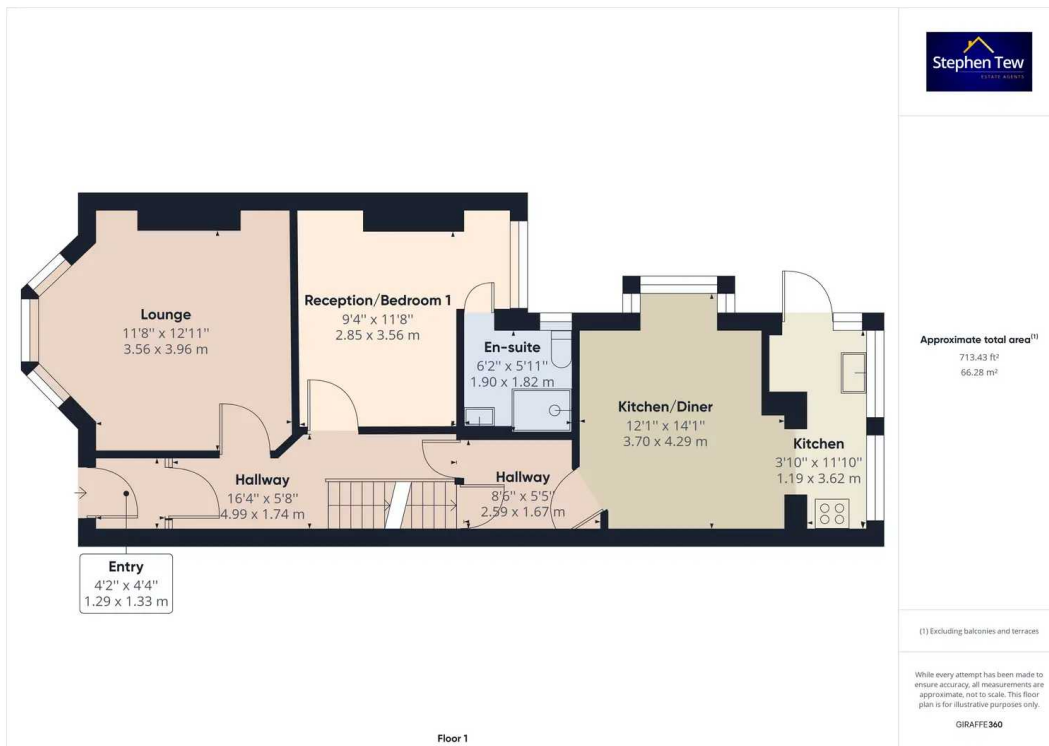 Stephen Tew
ESTATE AGENTS
Lounge
11'8" x 12'11"
3.56 x 3.96 m
Reception/Bedroom 1
9'4" x 11'8"
2.85 x 3.56 m
En-suite
6'2" x 5'11"
1.90 x 1.82 m
Kitchen/Diner
12'1" x 14'1"
3.70 x 4.29 m
Kitchen
3'10" x 11'10"
1.19 x 3.62 m
Hallway
16'4" x 5'8"
4.99 x 1.74 m
Hallway
8'6" x 5'5"
2.59 x 1.67 m
Entry
4'2" x 4'4"
1.29 x 1.33 m
Floor 1
Approximate total area(1)
713.43 ft²
66.28 m²
(1) Excluding balconies and terraces
While every attempt has been made to
ensure accuracy, all measurements are
approximate, not to scale. This floor
plan is for illustrative purposes only.
GIRAFFE360